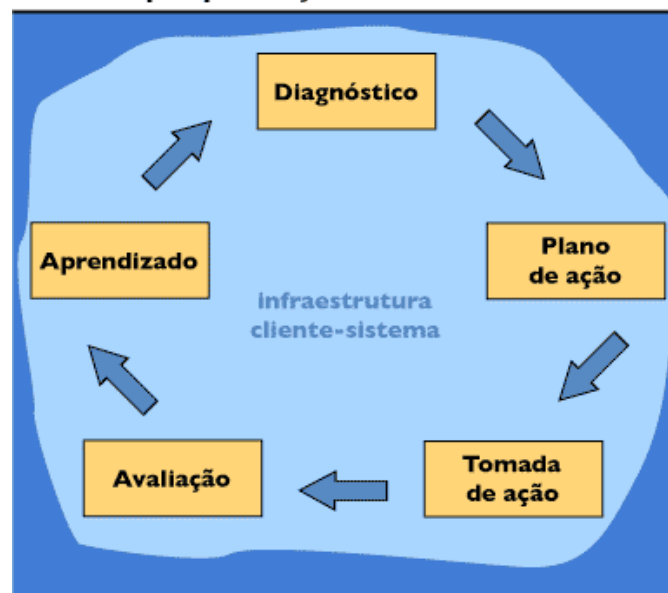 Diagnóstico
Plano
de ação
Aprendizado
infraestrutura
cliente-sistema
Avaliação
Tomada
de ação